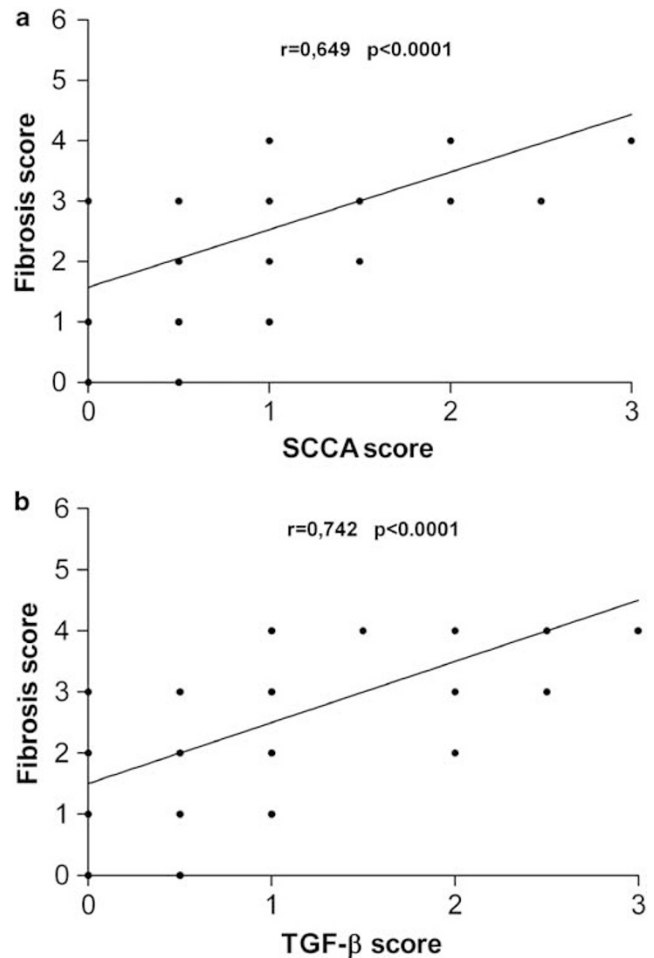 a
r=0,649 p<0.0001
Fibrosis score
6
5
4
3
2
1
0
0 1 2 3
SCCA score
b
r=0,742 p<0.0001
Fibrosis score
6
5
4
3
2
1
0
0 1 2 3
TGF-β score